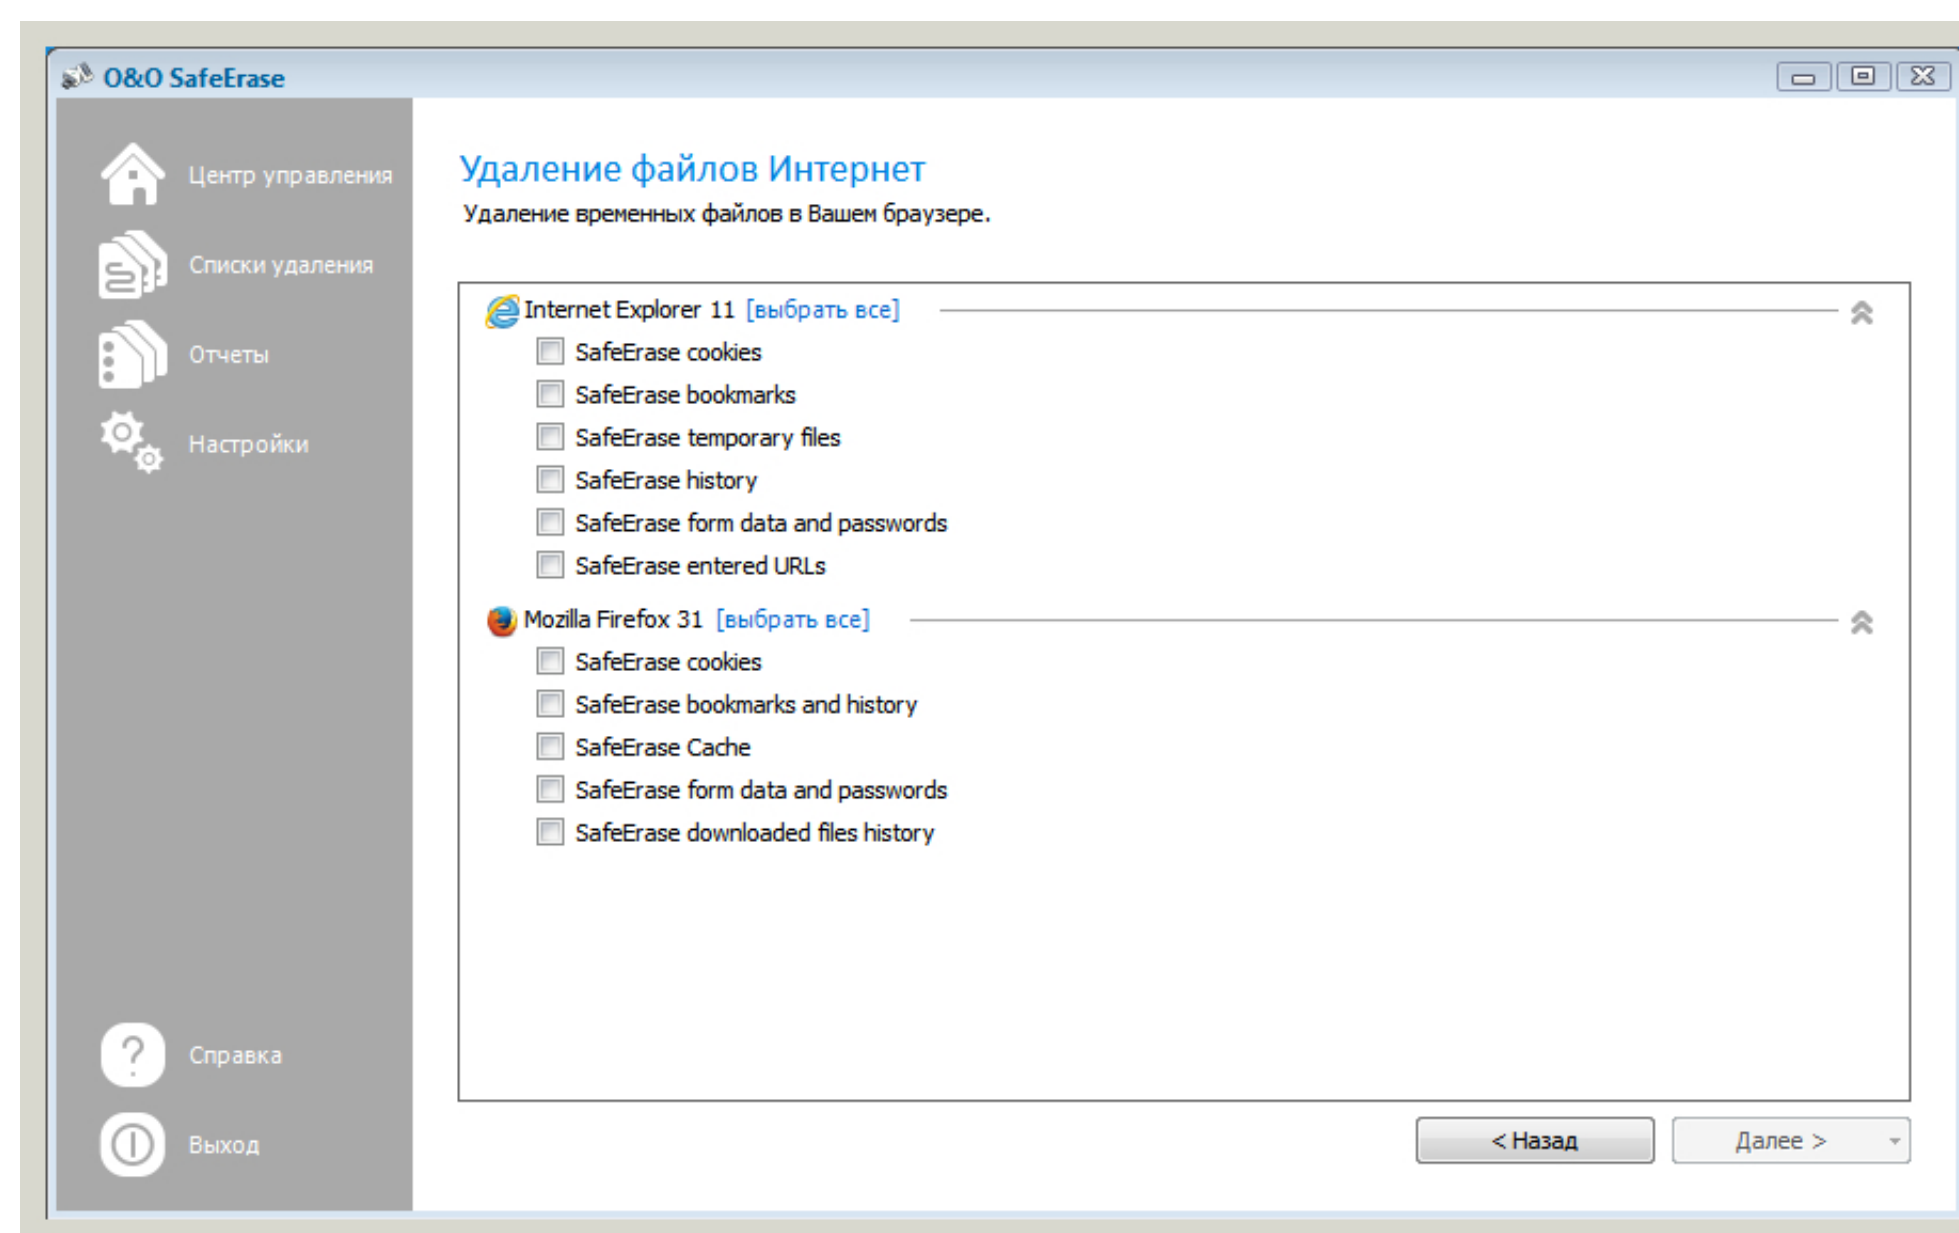 O&O SafeErase
Центр управления
Списки удаления
Отчеты
Настройки
Справка
Выход
Удаление файлов Интернет
Удаление временных файлов в Вашем браузере.
Internet Explorer 11 [выбрать все]
SafeErase cookies
SafeErase bookmarks
SafeErase temporary files
SafeErase history
SafeErase form data and passwords
SafeErase entered URLs
Mozilla Firefox 31 [выбрать все]
SafeErase cookies
SafeErase bookmarks and history
SafeErase Cache
SafeErase form data and passwords
SafeErase downloaded files history
< Назад
Далее >